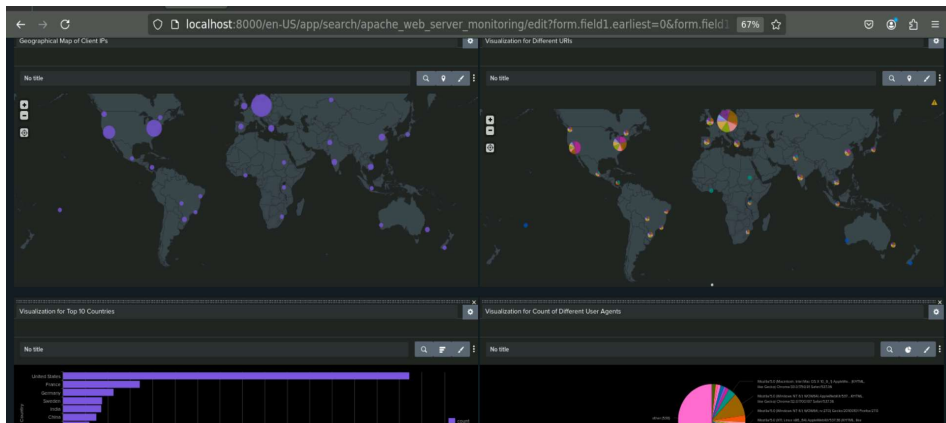 localhost:8000/en-US/app/search/apache_web_server_monitoring/edit?form.field1.earliest=0&form.field1
67%
Geographical Map of Client IPs
Visualization for Different URIs
No title
No title
Visualization for Top 10 Countries
Visualization for Count of Different User Agents
No title
No title
United States
France
Germany
Sweden
India
China
Country
count